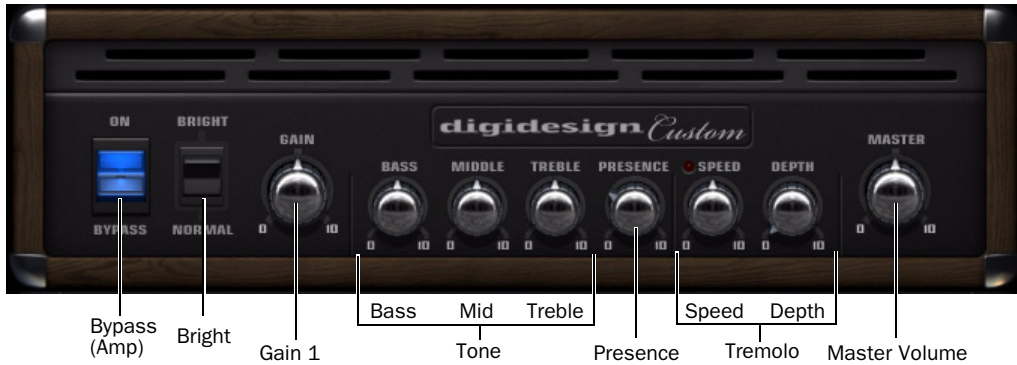 ON
BRIGHT
GAIN
digidesign Custom
MASTER
BASS
MIDDLE
TREBLE
PRESENCE
SPEED
DEPTH
BYPASS
NORMAL
0 10
0 10
0 10
0 10
0 10
0 10
0 10
0 10
Bypass
(Amp)
Bright
Gain 1
Bass Mid Treble
Tone
Presence
Speed Depth
Tremolo
Master Volume